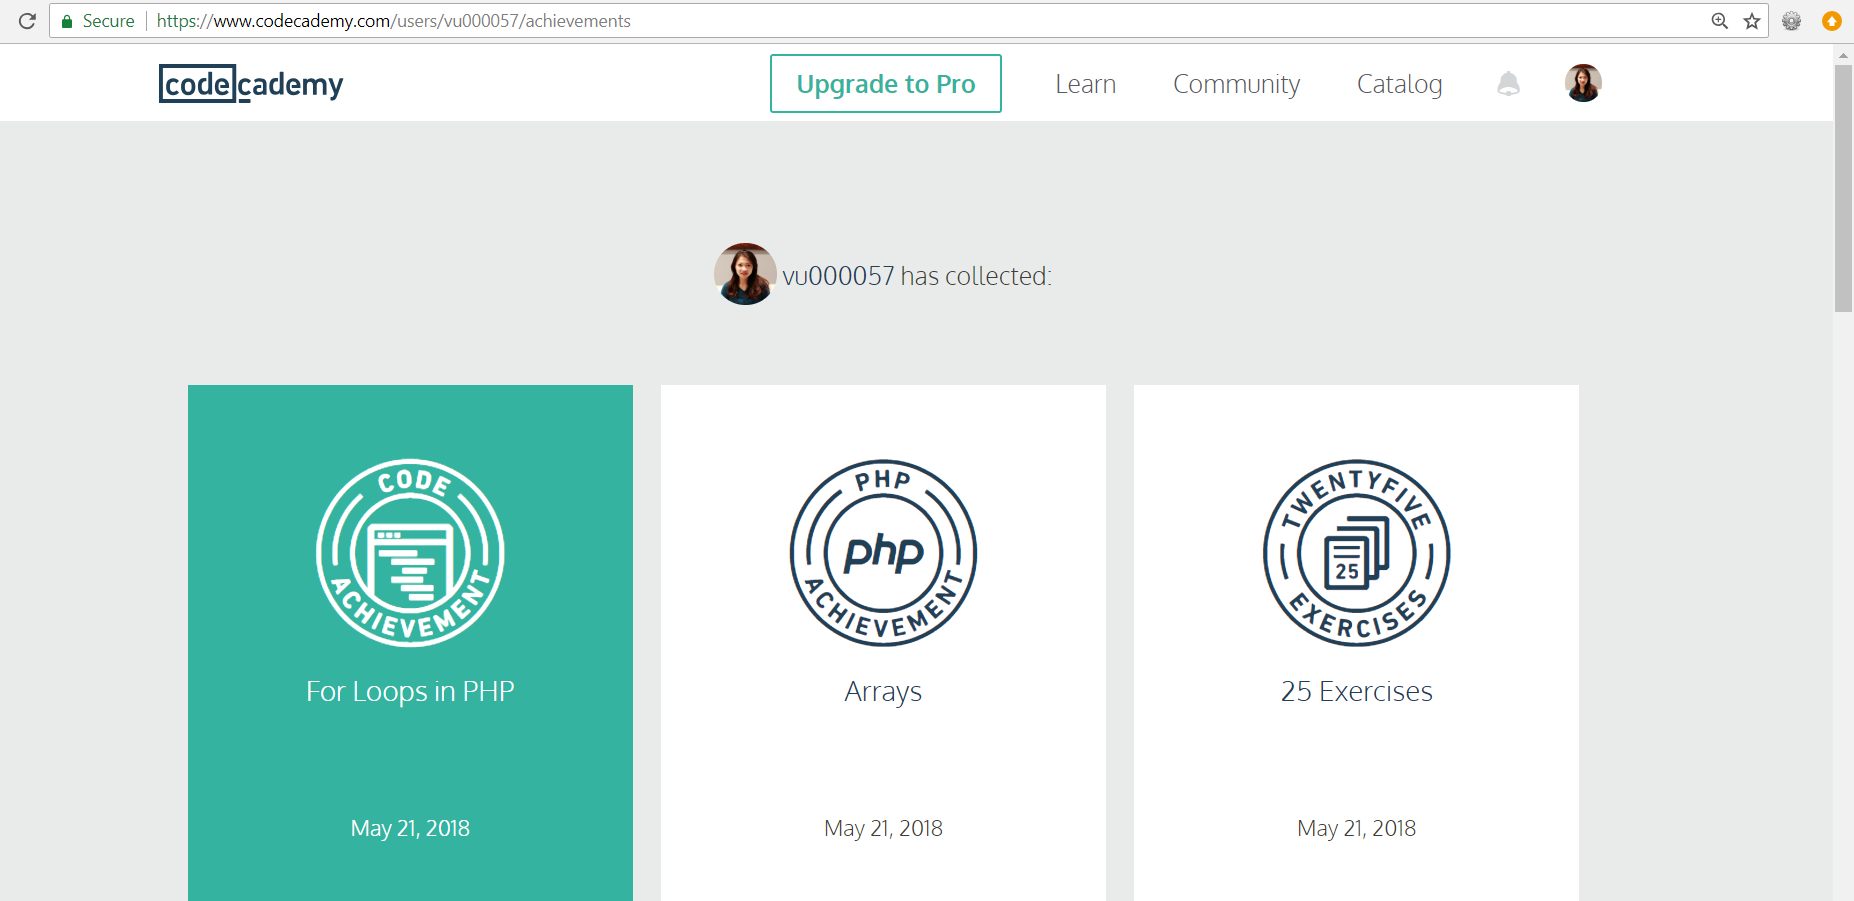 Secure https://www.codecademy.com/users/vu000057/achievements
codecademy Upgrade to Pro Learn Community Catalog
vu000057 has collected:
CODE ACHIEVEMENT
PHP php ACHIEVEMENT
TWENTYFIVE 25 EXERCISES
For Loops in PHP Arrays 25 Exercises
May 21, 2018 May 21, 2018 May 21, 2018